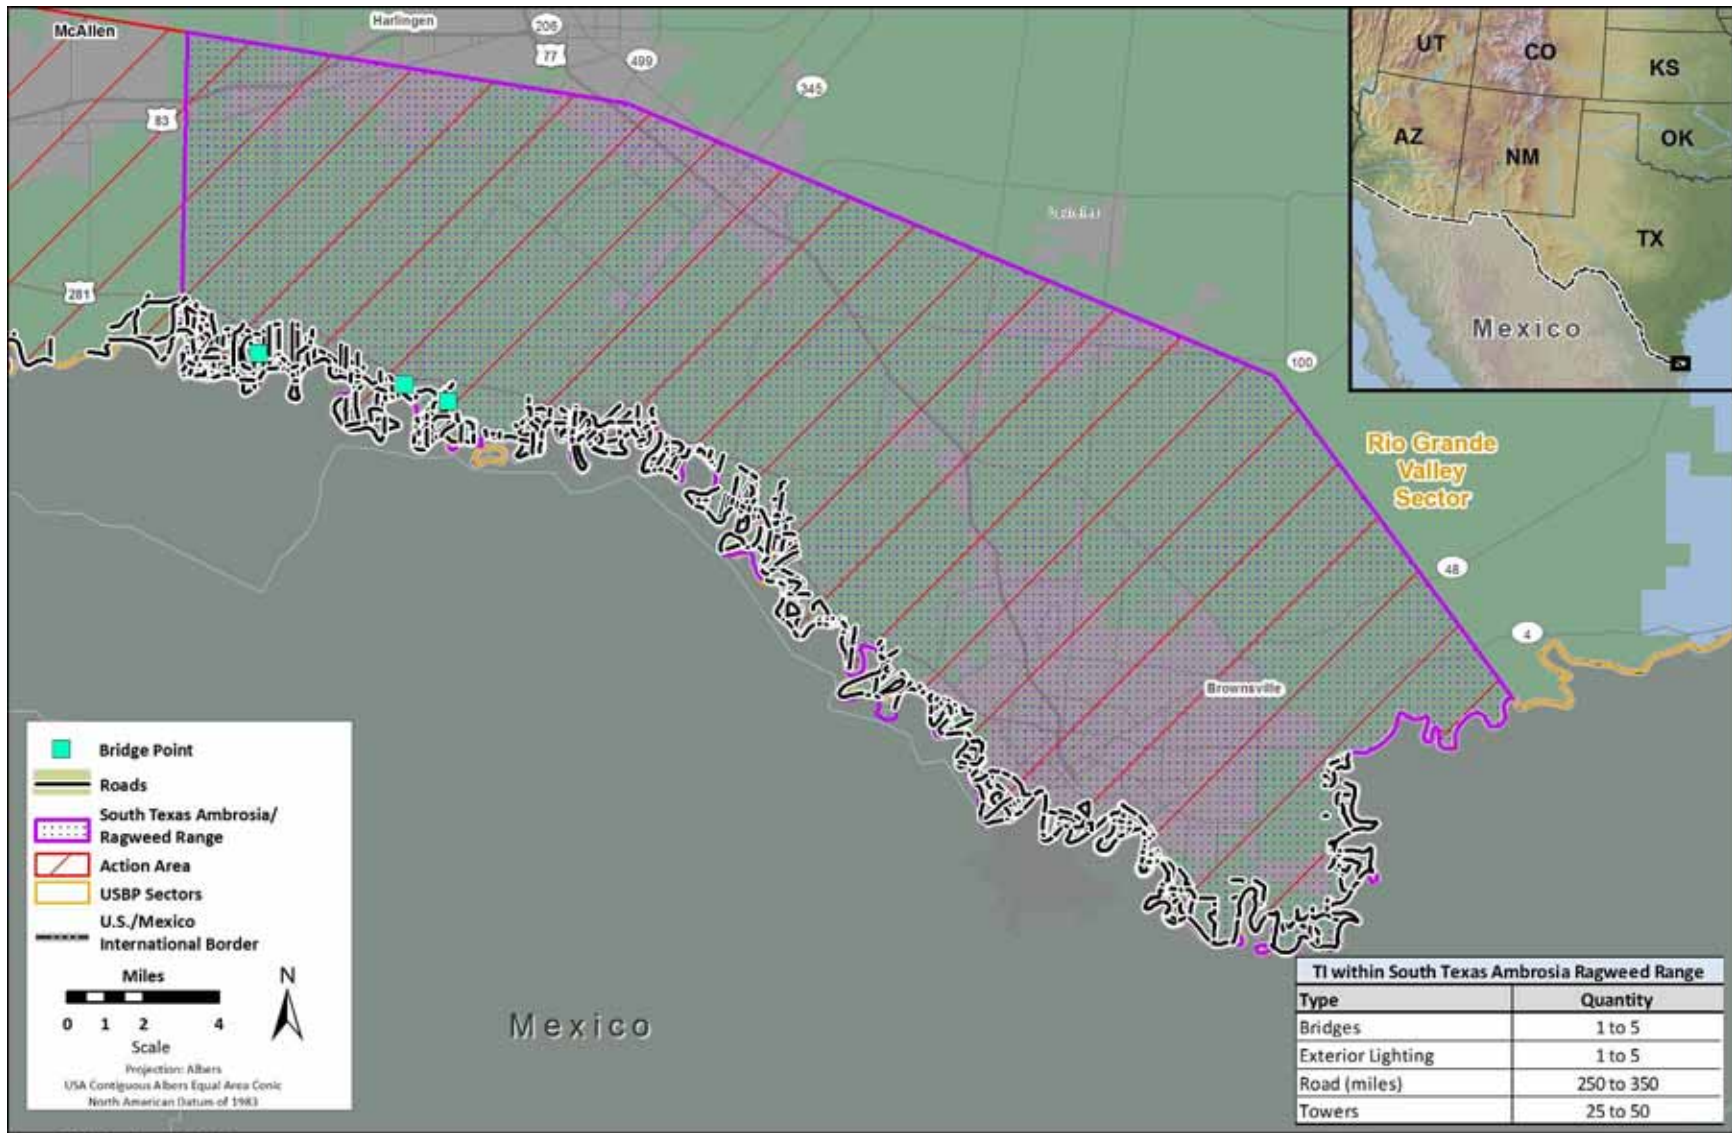 McAllen
Harlingen
206
77
499
345
83
281
100
Rio Grande
Valley
Sector
48
4
Brownsville
Mexico
UT
CO
KS
AZ
NM
OK
TX
Mexico
Bridge Point
Roads
South Texas Ambrosia/
Ragweed Range
Action Area
USBP Sectors
U.S./Mexico
International Border
Miles
N
0 1 2 4
Scale
Projection: Albers
USA Contiguous Albers Equal Area Conic
North American Datum of 1983
TI within South Texas Ambrosia Ragweed Range
Type Quantity
Bridges 1 to 5
Exterior Lighting 1 to 5
Road (miles) 250 to 350
Towers 25 to 50